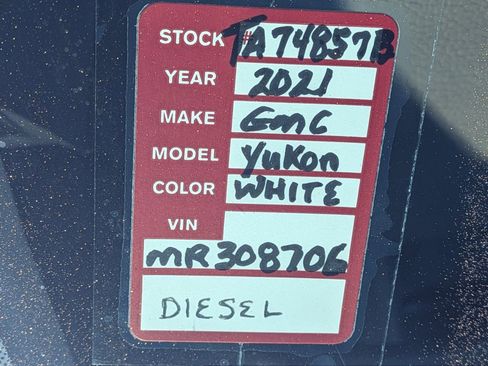 STOCK # TA74857B
YEAR 2021
MAKE GMC
MODEL YuKon
COLOR WHITE
VIN
MR308706
DIESEL